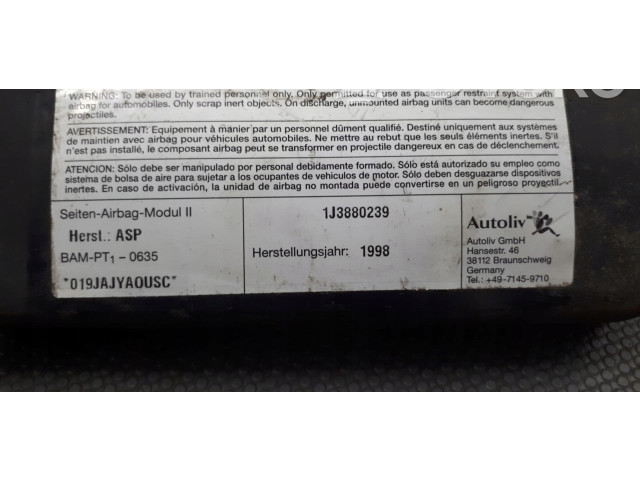 WARNING: To be used by trained personnel only. Only permitted for use as passenger restraint system with
airbag for automobiles. Only scrap inert objects. On discharge, unmounted airbag units can become dangerous
projectiles.
AVERTISSEMENT: Equipement à manier par un personnel dûment qualifié. Destiné uniquement aux systèmes
de maintien avec airbag pour véhicules automobiles. Ne mettre au rebut que les seuls éléments inertes. S'il
n'est pas installé, le composant airbag peut se transformer en projectile dangereux en cas de déclenchement.
ATENCION: Sólo debe ser manipulado por personal debidamente formado. Sólo está autorizado su empleo como
sistema de bolsa de aire para sujetar a los ocupantes de vehículos de motor. Sólo deben desguazarse dispositivos
inertes. En caso de activación, la unidad de airbag no montada puede convertirse en un peligroso proyectil.
Seiten-Airbag-Modul II
1J3880239
Herst.: ASP
BAM-PT1 - 0635
Herstellungsjahr: 1998
*019JAJYAOUSC*
Autoliv
Autoliv GmbH
Hansestr. 46
38112 Braunschweig
Germany
Tel.: +49-7145-9710